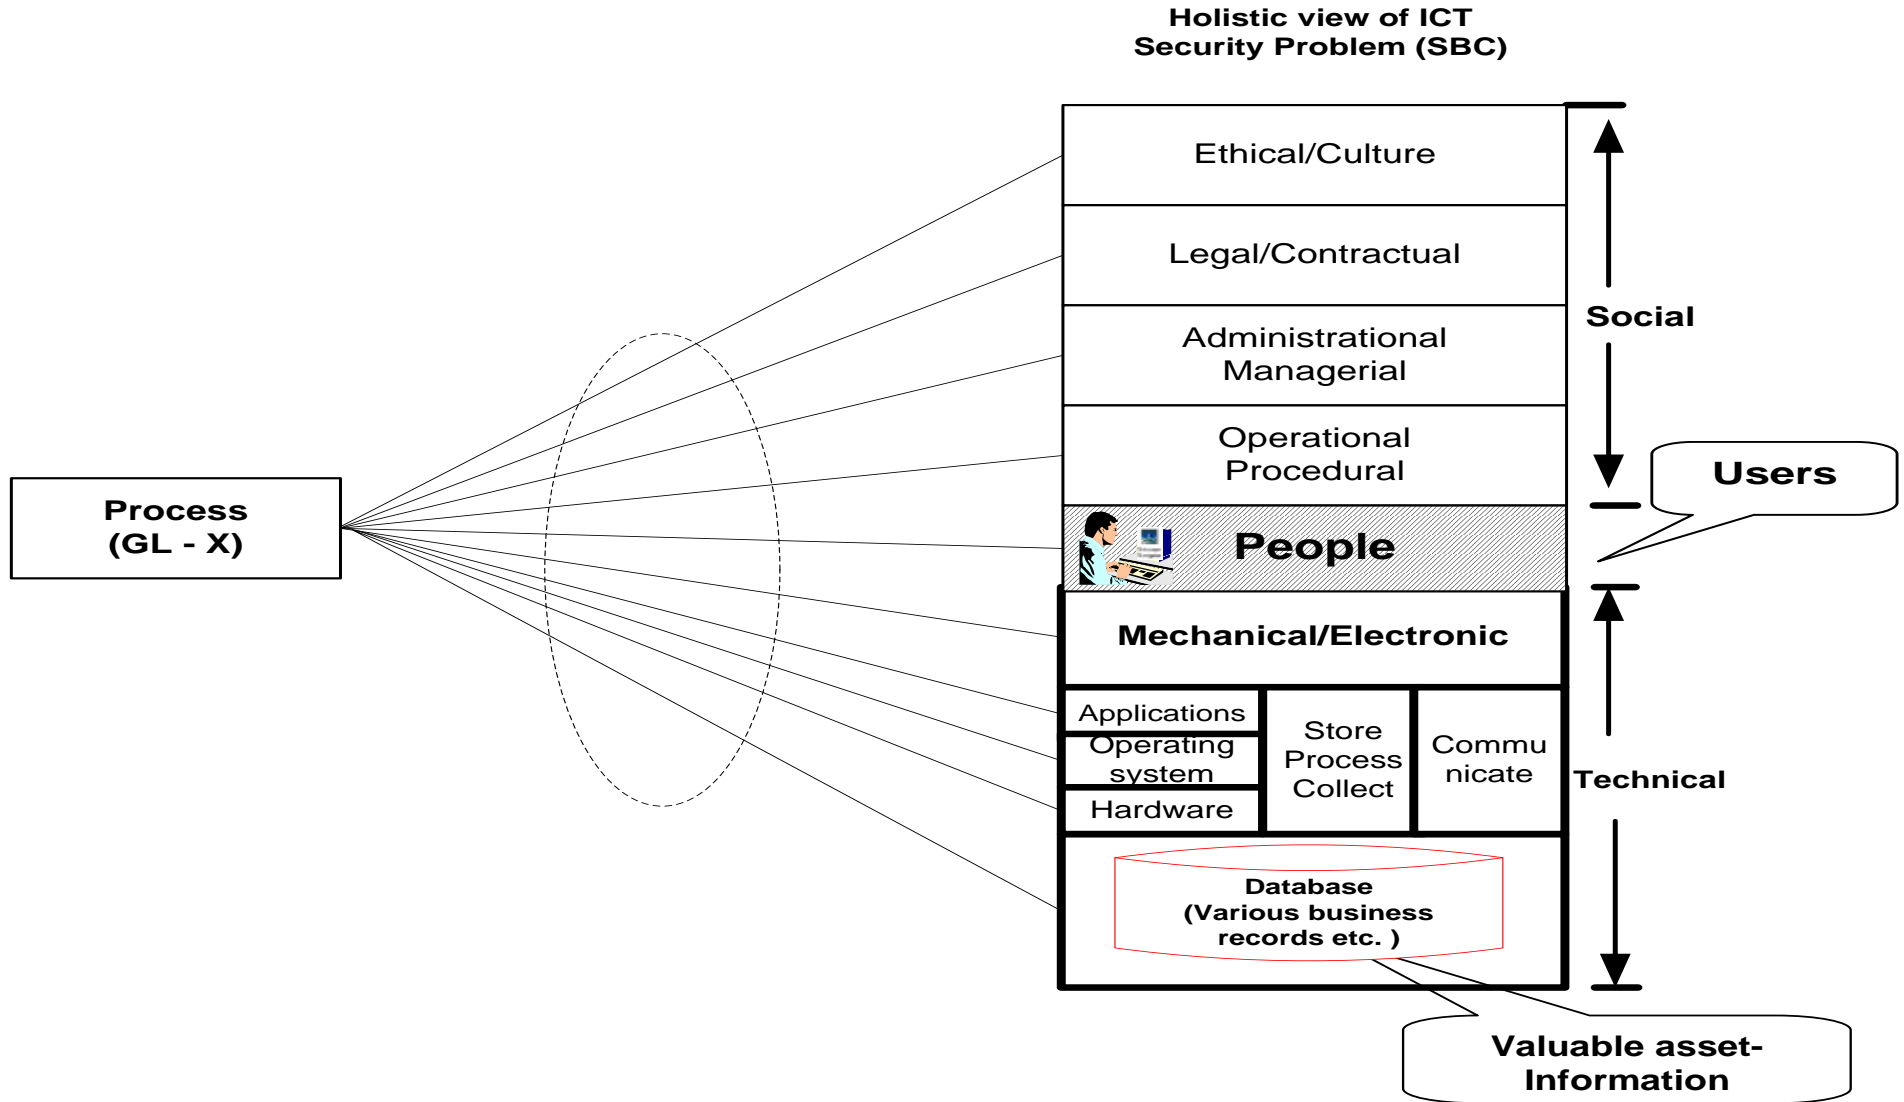 Holistic view of ICT
Security Problem (SBC)
Ethical/Culture
Legal/Contractual
Administrational
Managerial
Social
Operational
Procedural
Users
Process
(GL - X)
People
Mechanical/Electronic
Applications
Operating
system
Hardware
Store
Process
Collect
Commu
nicate
Technical
Database
(Various business
records etc. )
Valuable asset-
Information